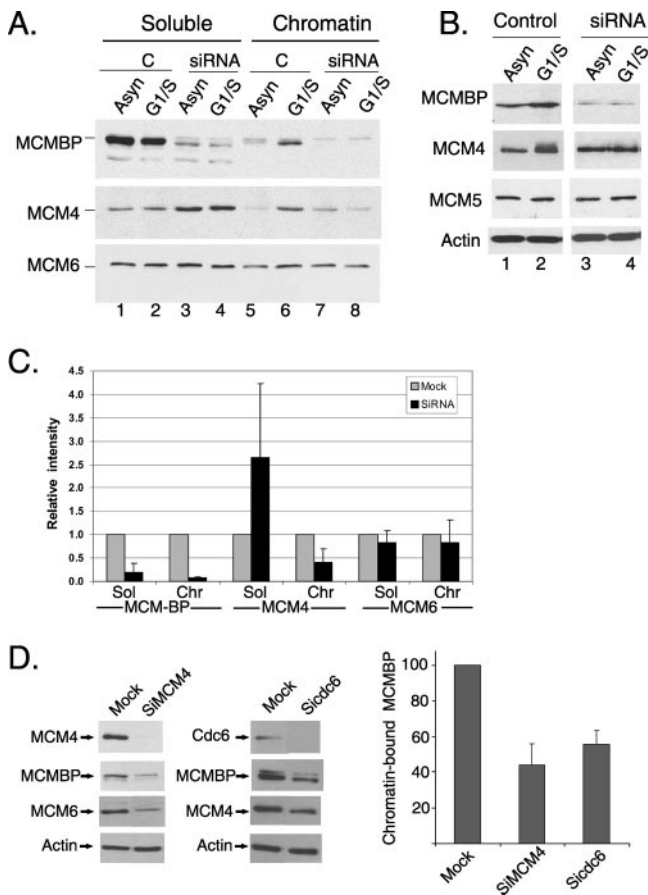 A.
Soluble Chromatin
C siRNA C siRNA
Asyn G1/S Asyn G1/S Asyn G1/S Asyn G1/S
MCMBP
MCM4
MCM6
1 2 3 4 5 6 7 8
B.
Control siRNA
Asyn G1/S Asyn G1/S
MCMBP
MCM4
MCM5
Actin
1 2 3 4
C.
Relative intensity
4.5
4.0
3.5
3.0
2.5
2.0
1.5
1.0
0.5
0.0
Mock
SiRNA
Sol Chr Sol Chr Sol Chr
MCM-BP MCM4 MCM6
D.
Mock SiMCM4
MCM4
MCMBP
MCM6
Actin
Mock Sicdc6
Cdc6
MCMBP
MCM4
Actin
Chromatin-bound MCMBP
100
80
60
40
20
Mock SiMCM4 Sicdc6